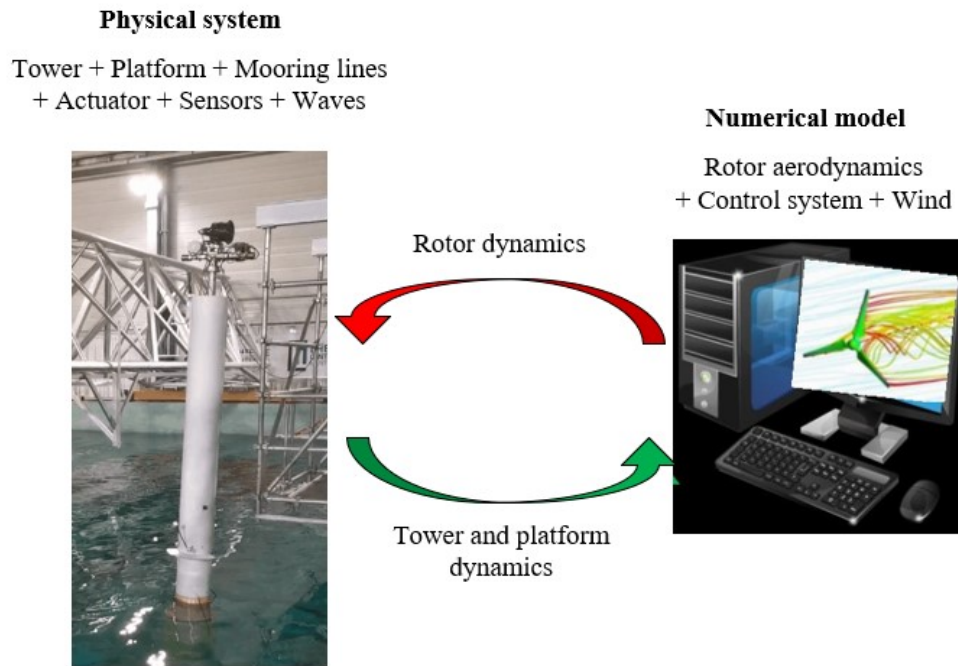 Physical system
Tower + Platform + Mooring lines
+ Actuator + Sensors + Waves
Numerical model
Rotor aerodynamics
+ Control system + Wind
Rotor dynamics
Tower and platform
dynamics